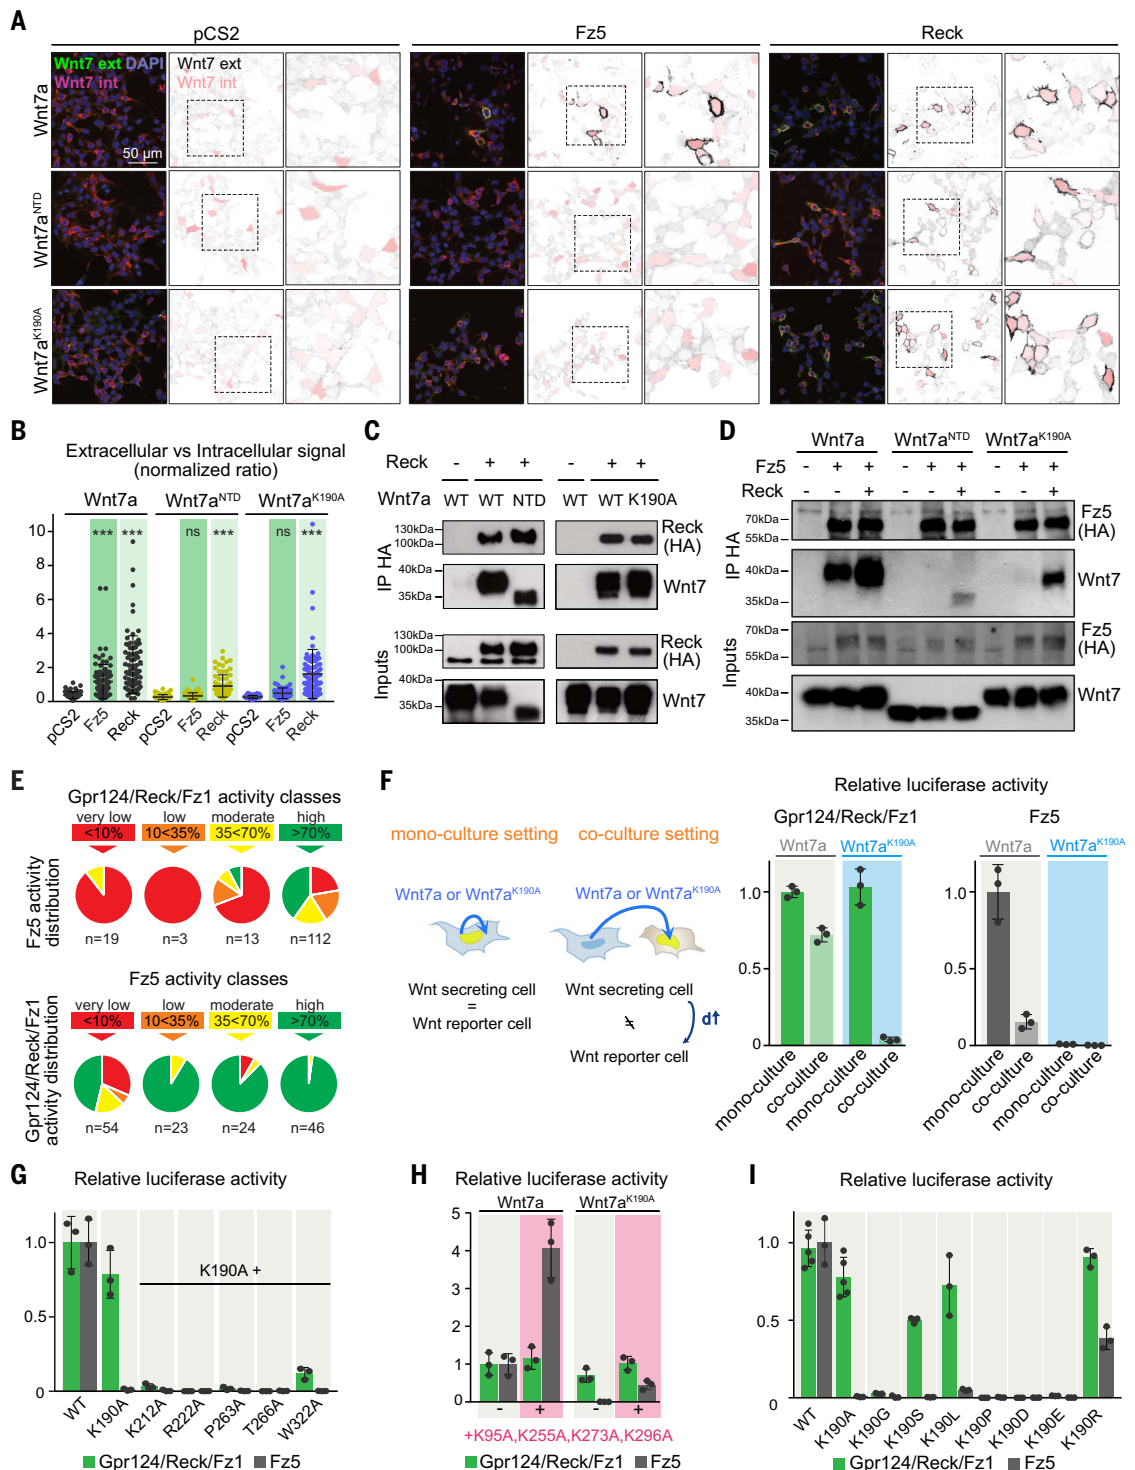 A
pCS2
Fz5
Reck
Wnt7 ext DAPI
Wnt7 int
Wnt7 ext
Wnt7 int
50 µm
Wnt7a
Wnt7aNTD
Wnt7aK190A
B
Extracellular vs Intracellular signal
(normalized ratio)
Wnt7a Wnt7aNTD Wnt7aK190A
*** *** ns *** ns ***
10
8
6
4
2
0
pCS2 Fz5 Reck pCS2 Fz5 Reck pCS2 Fz5 Reck
C
Reck - + + - + +
Wnt7a WT WT NTD WT WT K190A
IP HA
130kDa
100kDa
Reck
(HA)
40kDa
35kDa
Wnt7
Inputs
130kDa
100kDa
Reck
(HA)
40kDa
35kDa
Wnt7
D
Wnt7a Wnt7aNTD Wnt7aK190A
Fz5 - + + - + + - + +
Reck - - + - - + - - +
IP HA
70kDa
55kDa
Fz5
(HA)
40kDa
35kDa
Wnt7
Inputs
70kDa
55kDa
Fz5
(HA)
40kDa
35kDa
Wnt7
E
Gpr124/Reck/Fz1 activity classes
very low low moderate high
<10% 10<35% 35<70% >70%
Fz5 activity
distribution
n=19 n=3 n=13 n=112
Fz5 activity classes
very low low moderate high
<10% 10<35% 35<70% >70%
Gpr124/Reck/Fz1
activity distribution
n=54 n=23 n=24 n=46
F
mono-culture setting co-culture setting
Wnt7a or Wnt7aK190A Wnt7a or Wnt7aK190A
Wnt secreting cell
=
Wnt reporter cell
Wnt secreting cell
≠
d↑
Wnt reporter cell
Relative luciferase activity
Gpr124/Reck/Fz1 Fz5
Wnt7a Wnt7aK190A Wnt7a Wnt7aK190A
1.0
0.5
0
mono-culture co-culture mono-culture co-culture
1.0
0.5
0
mono-culture co-culture mono-culture co-culture
G
Relative luciferase activity
K190A +
1.0
0.5
0
WT K190A K212A R222A P263A T266A W322A
Gpr124/Reck/Fz1 Fz5
H
Relative luciferase activity
Wnt7a Wnt7aK190A
5
4
3
2
1
0
- + - +
+K95A,K255A,K273A,K296A
Gpr124/Reck/Fz1 Fz5
I
Relative luciferase activity
1.0
0.5
0
WT K190A K190G K190S K190L K190P K190D K190E K190R
Gpr124/Reck/Fz1 Fz5